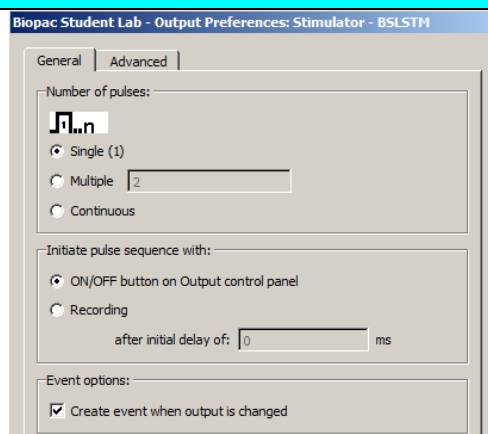 Biopac Student Lab - Output Preferences: Stimulator - BSLSTM
General Advanced
Number of pulses:
1 n
Single (1)
Multiple 2
Continuous
Initiate pulse sequence with:
ON/OFF button on Output control panel
Recording
after initial delay of: 0 ms
Event options:
Create event when output is changed